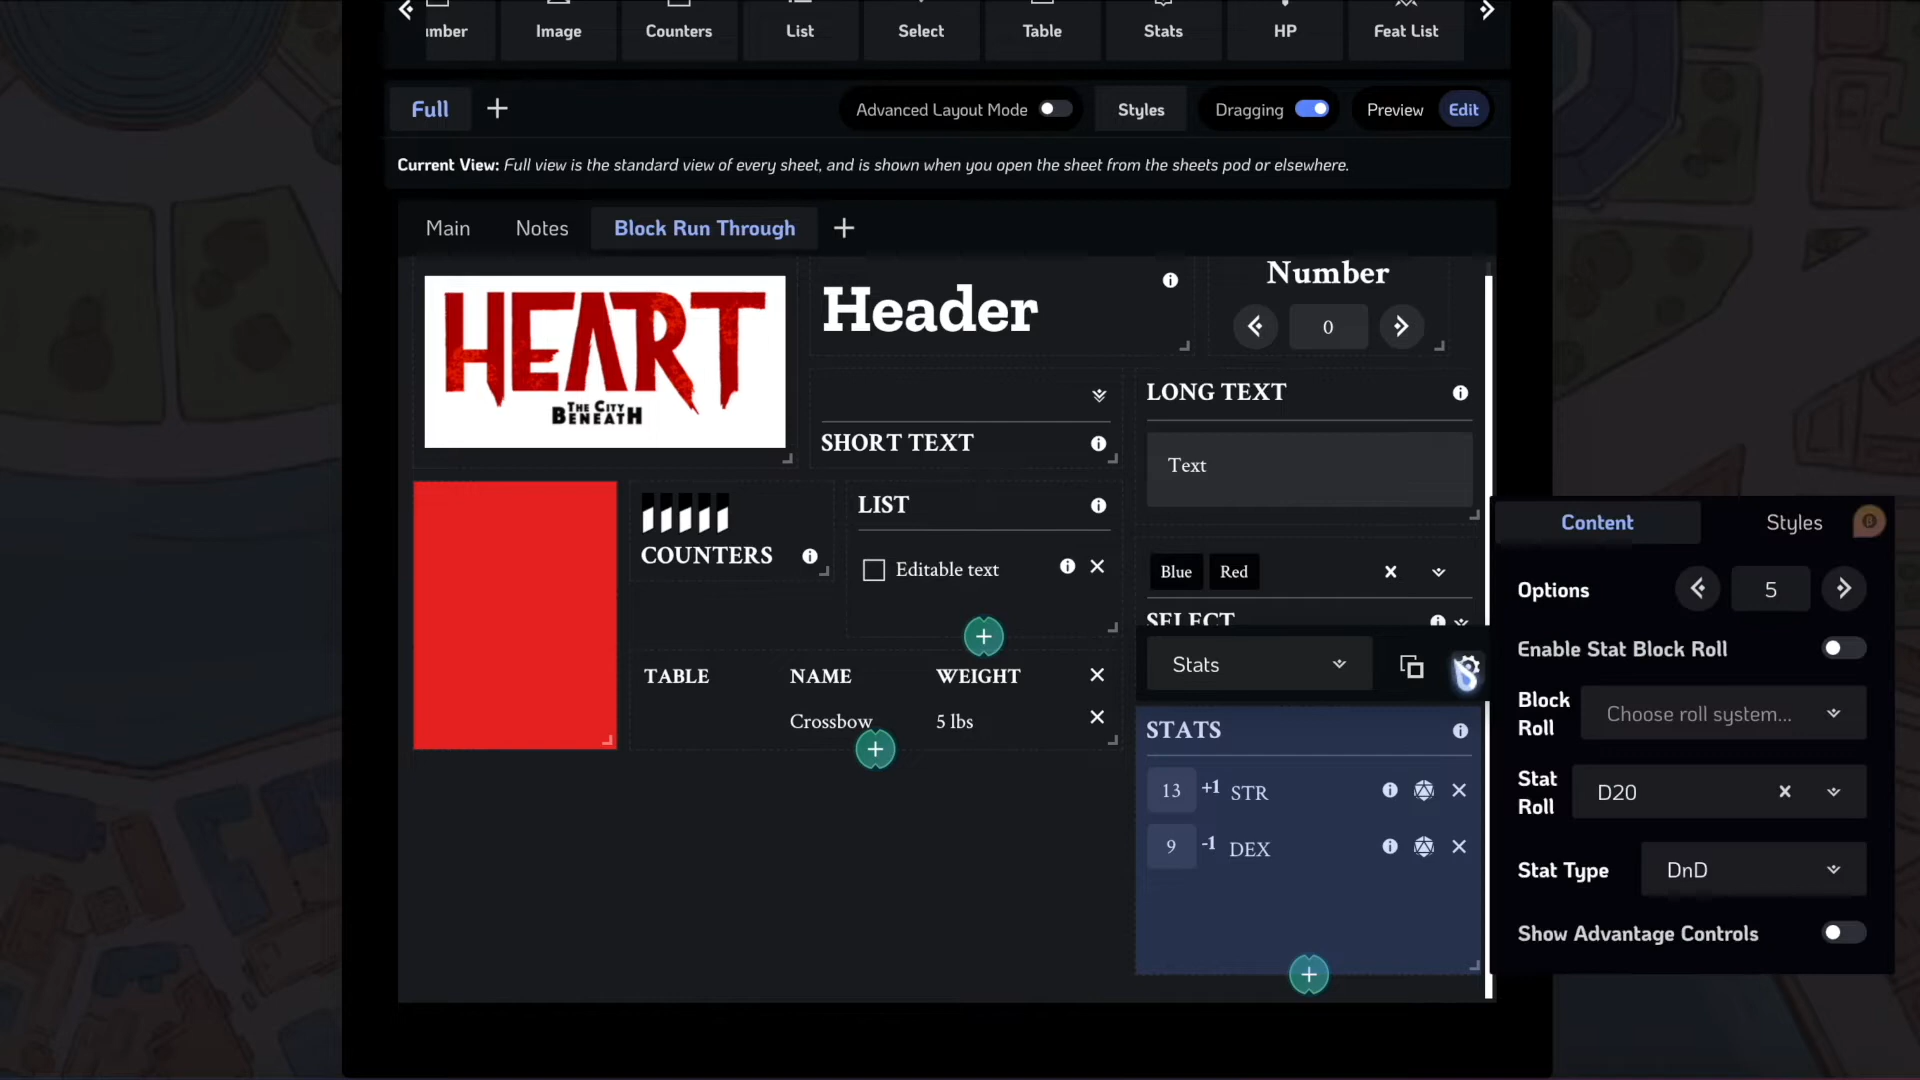 umber Image Counters List Select Table Stats HP Feat List
Full Advanced Layout Mode Styles Dragging Preview Edit
Current View: Full view is the standard view of every sheet, and is shown when you open the sheet from the sheets pod or elsewhere.
Main Notes Block Run Through
HEART
THE CITY
BENEATH
Header
Number
0
SHORT TEXT
LONG TEXT
Text
COUNTERS
LIST
Editable text
Blue Red
SELECT
TABLE NAME WEIGHT
Crossbow 5 lbs
Stats
STATS
13 +1 STR
9 -1 DEX
Content Styles
Options 5
Enable Stat Block Roll
Block
Roll
Choose roll system...
Stat
Roll
D20
Stat Type DnD
Show Advantage Controls